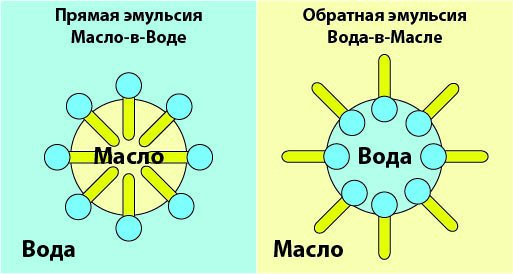 Прямая эмульсия
Масло-в-Воде
Масло
Вода
Обратная эмульсия
Вода-в-Масле
Вода
Масло